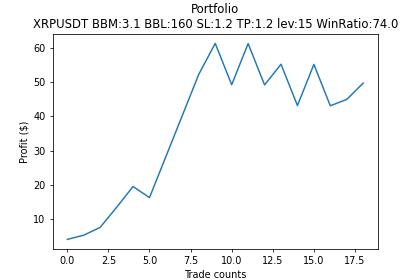 Portfolio
XRPUSDT BBM:3.1 BBL:160 SL:1.2 TP:1.2 lev:15 WinRatio:74.0
60
50
40
30
20
10
Profit ($)
0.0 2.5 5.0 7.5 10.0 12.5 15.0 17.5
Trade counts